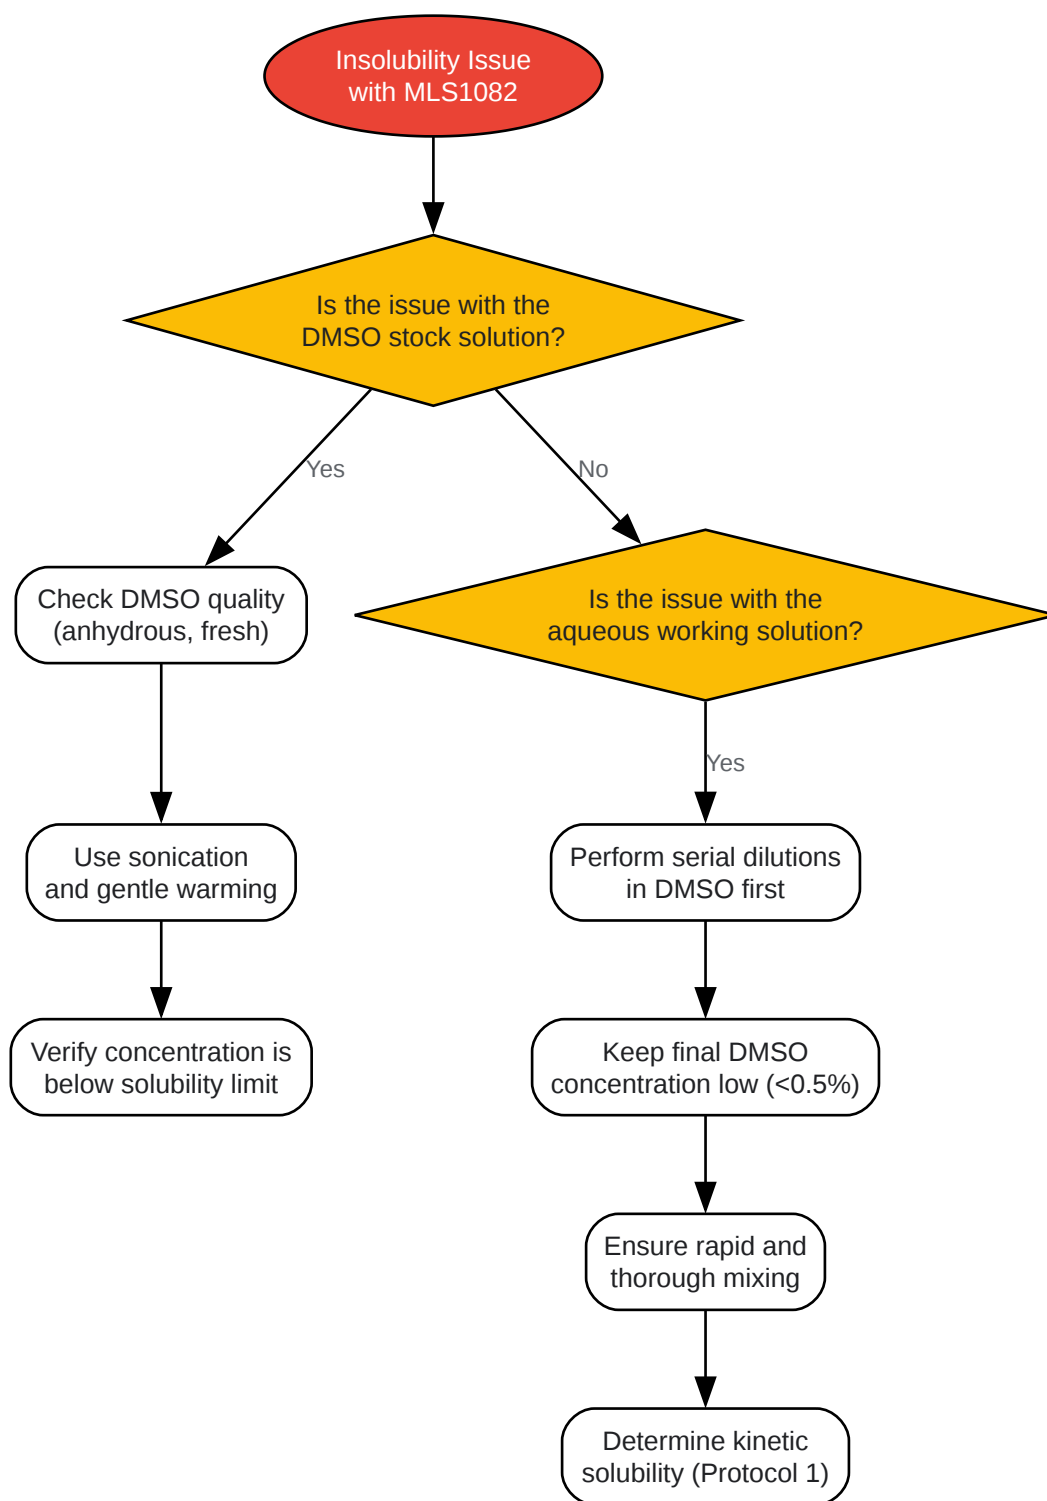 Insolubility Issue
with MLS1082
Is the issue with the
DMSO stock solution?
Yes
No
Check DMSO quality
(anhydrous, fresh)
Is the issue with the
aqueous working solution?
Yes
Use sonication
and gentle warming
Perform serial dilutions
in DMSO first
Verify concentration is
below solubility limit
Keep final DMSO
concentration low (<0.5%)
Ensure rapid and
thorough mixing
Determine kinetic
solubility (Protocol 1)